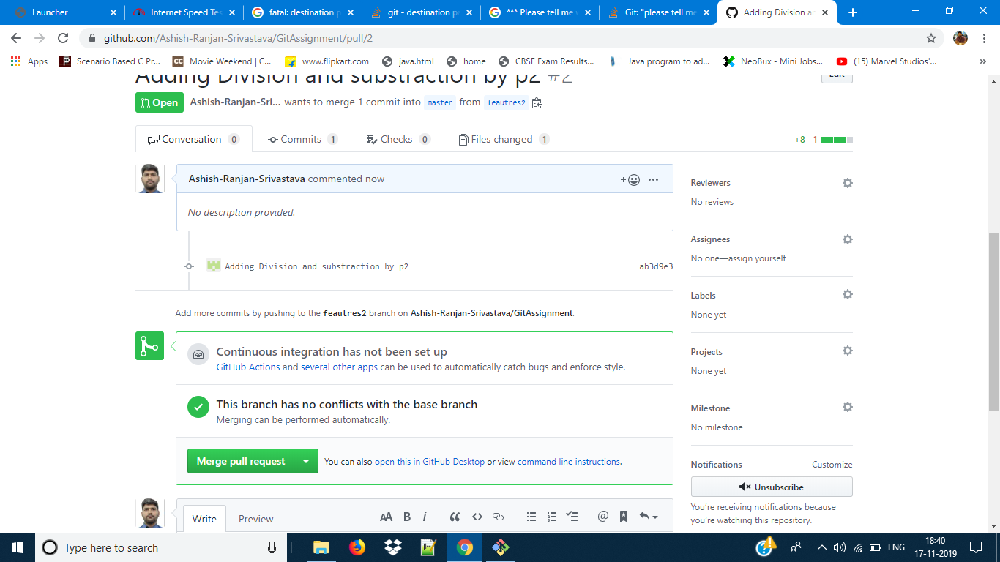 Launcher
Internet Speed Tes
fatal: destination p
git - destination pa
*** Please tell me w
Git: "please tell me
Adding Division an
github.com/Ashish-Ranjan-Srivastava/GitAssignment/pull/2
Apps
Scenario Based C Pr...
Movie Weekend | C...
www.flipkart.com
java.html
home
CBSE Exam Results...
Java program to ad...
NeoBux - Mini Jobs...
(15) Marvel Studios'...
»
Adding Division and substraction by p2 #2
Edit
Open
Ashish-Ranjan-Sri... wants to merge 1 commit into master from feautres2
Conversation 0
Commits 1
Checks 0
Files changed 1
+8 −1
Ashish-Ranjan-Srivastava commented now
No description provided.
Adding Division and substraction by p2
ab3d9e3
Add more commits by pushing to the feautres2 branch on Ashish-Ranjan-Srivastava/GitAssignment.
Continuous integration has not been set up
GitHub Actions and several other apps can be used to automatically catch bugs and enforce style.
This branch has no conflicts with the base branch
Merging can be performed automatically.
Merge pull request
You can also open this in GitHub Desktop or view command line instructions.
Write
Preview
AA B i
Reviewers
No reviews
Assignees
No one—assign yourself
Labels
None yet
Projects
None yet
Milestone
No milestone
Notifications
Customize
Unsubscribe
You're receiving notifications because
you're watching this repository.
Type here to search
ENG
18:40
17-11-2019